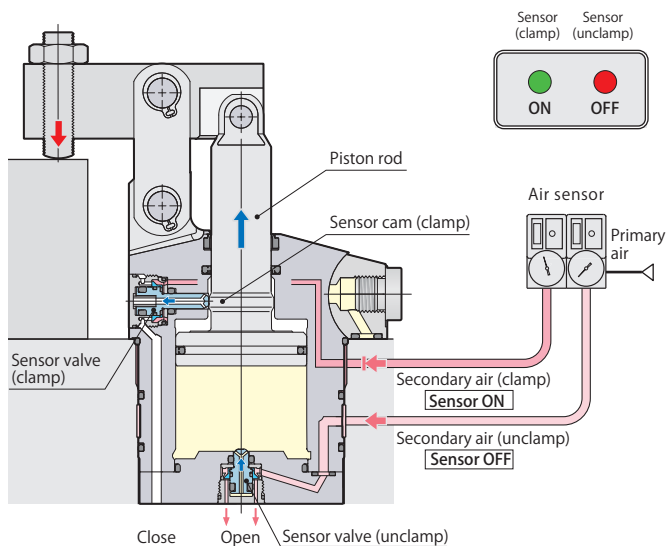 Sensor
(clamp)
Sensor
(unclamp)
ON
OFF
Piston rod
Air sensor
Sensor cam (clamp)
Primary
air
Sensor valve
(clamp)
Secondary air (clamp)
Sensor ON
Secondary air (unclamp)
Sensor OFF
Close
Open
Sensor valve (unclamp)